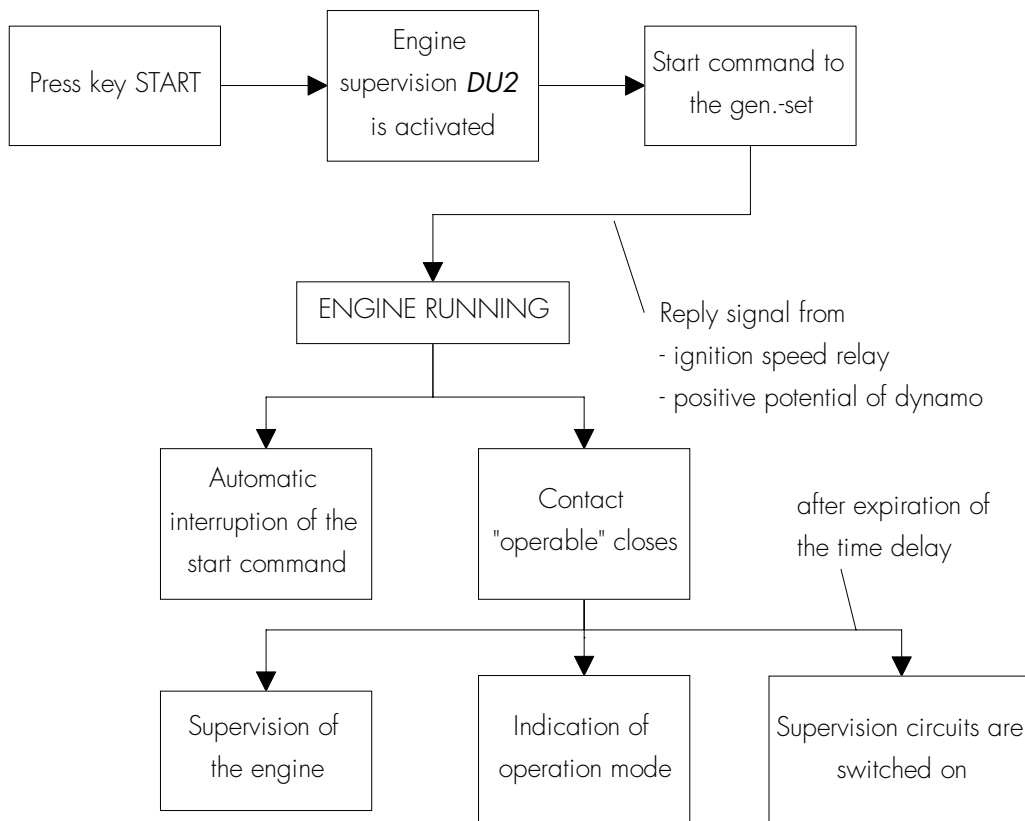 Press key START
Engine
supervision DU2
is activated
Start command to
the gen.-set
ENGINE RUNNING
Reply signal from
- ignition speed relay
- positive potential of dynamo
Automatic
interruption of the
start command
Contact
"operable" closes
after expiration of
the time delay
Supervision of
the engine
Indication of
operation mode
Supervision circuits are
switched on